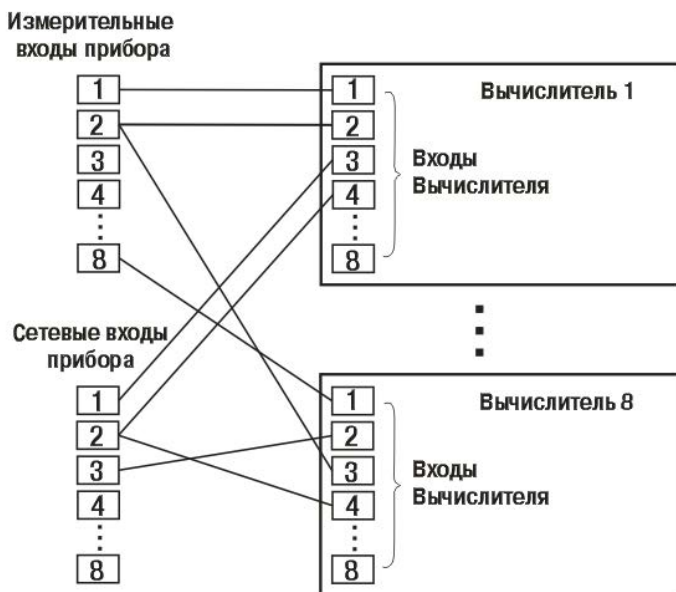 Измерительные
входы прибора
1
2
3
4
8
Сетевые входы
прибора
1
2
3
4
8
Вычислитель 1
1
2
3
4
8
Входы
Вычислителя
Вычислитель 8
1
2
3
4
8
Входы
Вычислителя